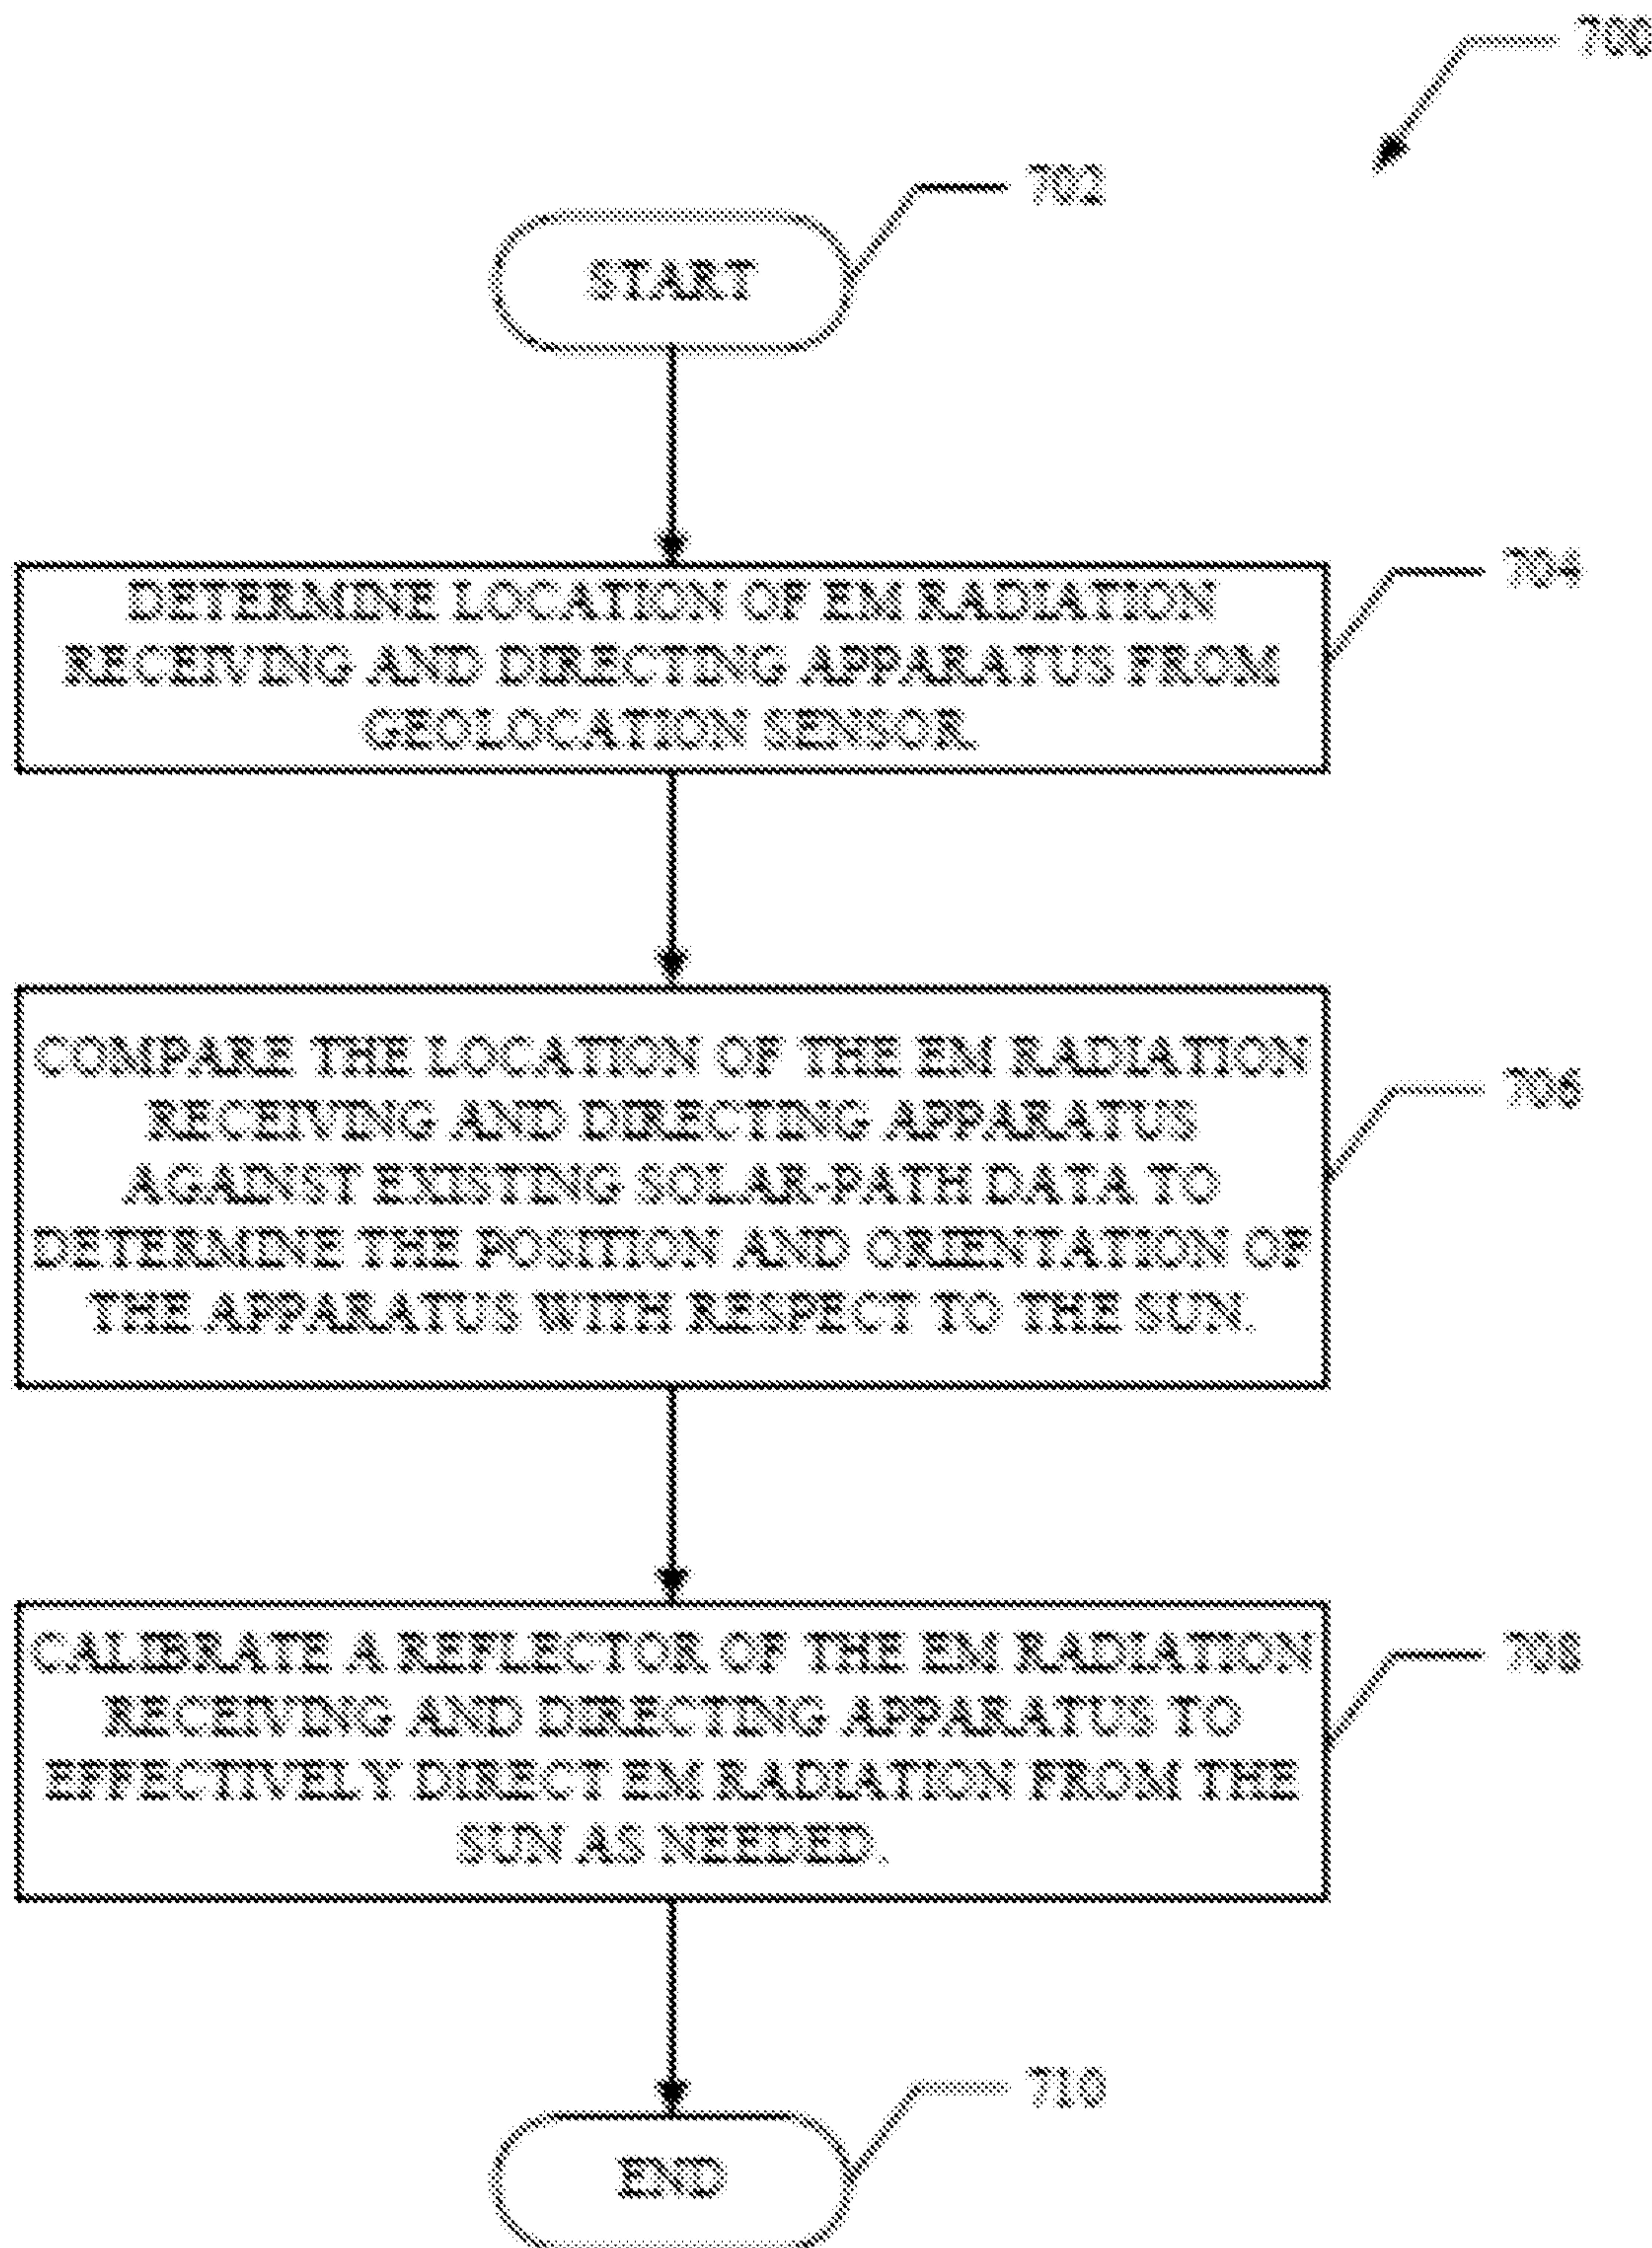 700
702
START
704
DETERMINE LOCATION OF EM RADIATION
RECEIVING AND DIRECTING APPARATUS FROM
GEOLOCATION SENSOR.
706
COMPARE THE LOCATION OF THE EM RADIATION
RECEIVING AND DIRECTING APPARATUS
AGAINST EXISTING SOLAR-PATH DATA TO
DETERMINE THE POSITION AND ORIENTATION OF
THE APPARATUS WITH RESPECT TO THE SUN.
708
CALIBRATE A REFLECTOR OF THE EM RADIATION
RECEIVING AND DIRECTING APPARATUS TO
EFFECTIVELY DIRECT EM RADIATION FROM THE
SUN AS NEEDED.
710
END